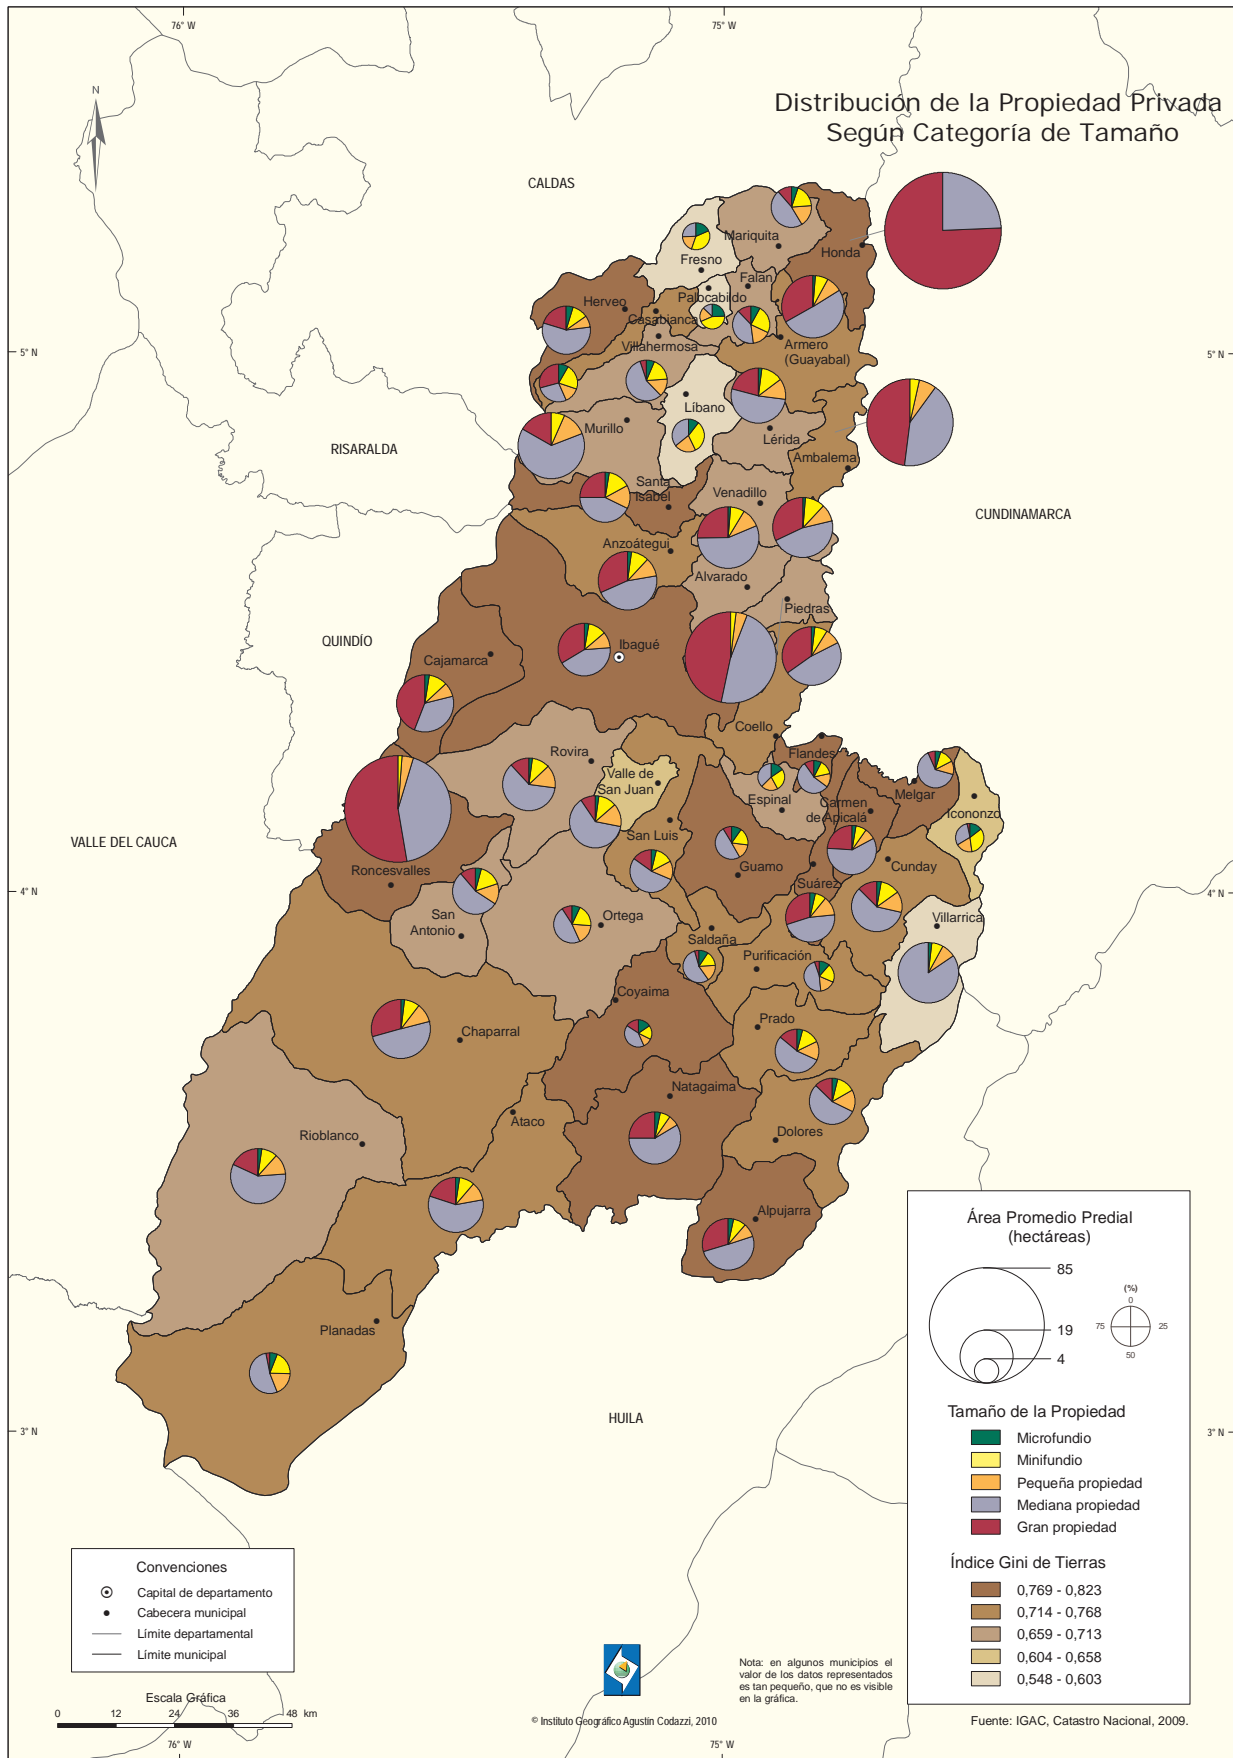 76° W
75° W
N
Distribución de la Propiedad Privada
Según Categoría de Tamaño
CALDAS
Mariquita
Honda
Fresno
Falan
Palocabildo
Herveo
Casabianca
Villahermosa
Armero
(Guayabal)
5° N
5° N
Líbano
Murillo
Lérida
RISARALDA
Ambalema
Santa
Isabel
Venadillo
CUNDINAMARCA
Anzoátegui
Alvarado
Piedras
QUINDÍO
Ibagué
Cajamarca
Coello
Flandes
Rovira
Valle de
San Juan
Melgar
Espinal
Carmen
de Apicalá
Icononzo
VALLE DEL CAUCA
San Luis
Guamo
Cunday
Roncesvalles
Suárez
4° N
4° N
San
Antonio
Ortega
Villarrica
Saldaña
Purificación
Coyaima
Prado
Chaparral
Natagaima
Ataco
Dolores
Rioblanco
Alpujarra
Planadas
HUILA
3° N
3° N
Área Promedio Predial
(hectáreas)
85
19
4
(%)
0
75
25
50
Tamaño de la Propiedad
Microfundio
Minifundio
Pequeña propiedad
Mediana propiedad
Gran propiedad
Índice Gini de Tierras
0,769 - 0,823
0,714 - 0,768
0,659 - 0,713
0,604 - 0,658
0,548 - 0,603
Convenciones
Capital de departamento
Cabecera municipal
Límite departamental
Límite municipal
Escala Gráfica
0 12 24 36 48 km
Nota: en algunos municipios el
valor de los datos representados
es tan pequeño, que no es visible
en la gráfica.
© Instituto Geográfico Agustín Codazzi, 2010
Fuente: IGAC, Catastro Nacional, 2009.
76° W
75° W